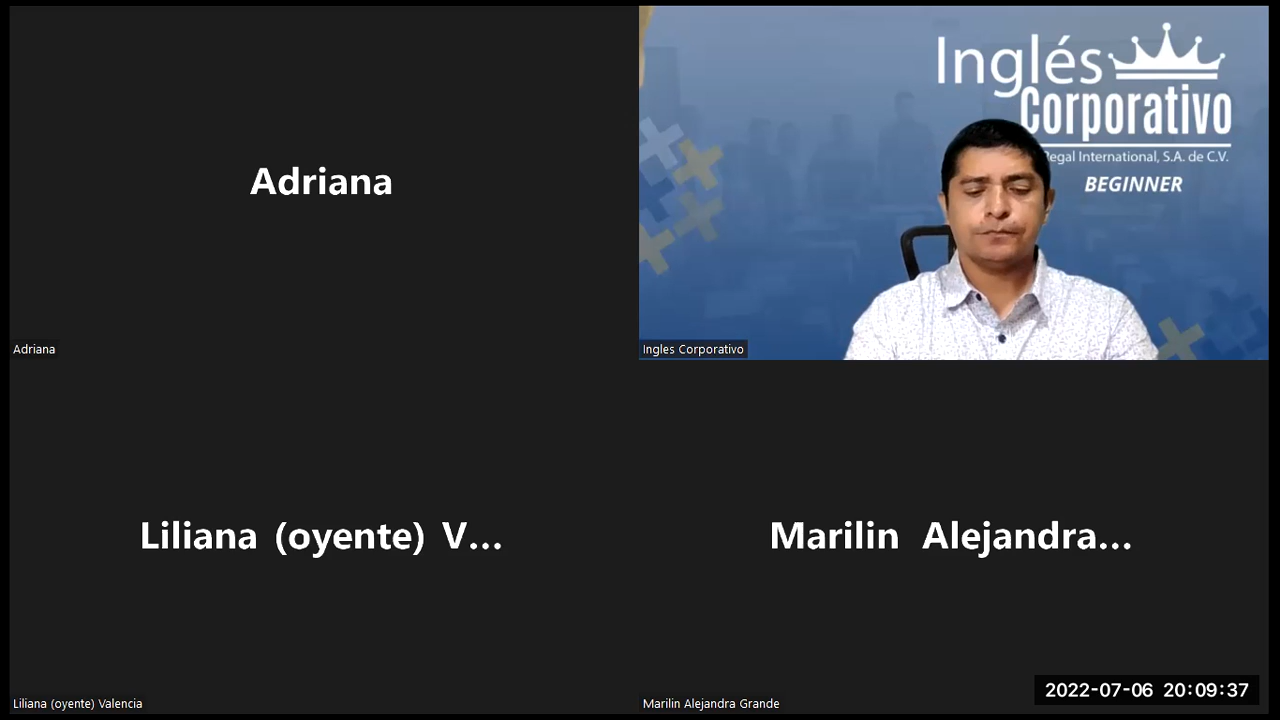 Adriana
Adriana
Inglés
Corporativo
Regal International, S.A. de C.V.
BEGINNER
Ingles Corporativo
Liliana (oyente) V...
Liliana (oyente) Valencia
Marilin Alejandra...
Marilin Alejandra Grande
2022-07-06 20:09:37